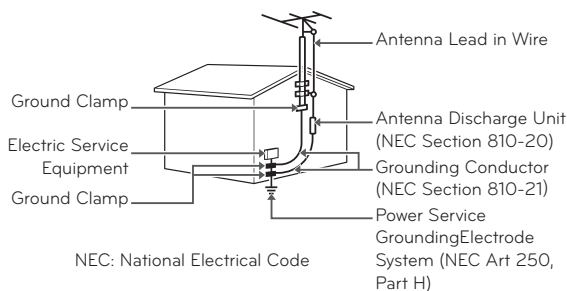 Antenna Lead in Wire
Ground Clamp
Antenna Discharge Unit
(NEC Section 810-20)
Electric Service
Equipment
Grounding Conductor
(NEC Section 810-21)
Ground Clamp
Power Service
GroundingElectrode
System (NEC Art 250,
Part H)
NEC: National Electrical Code